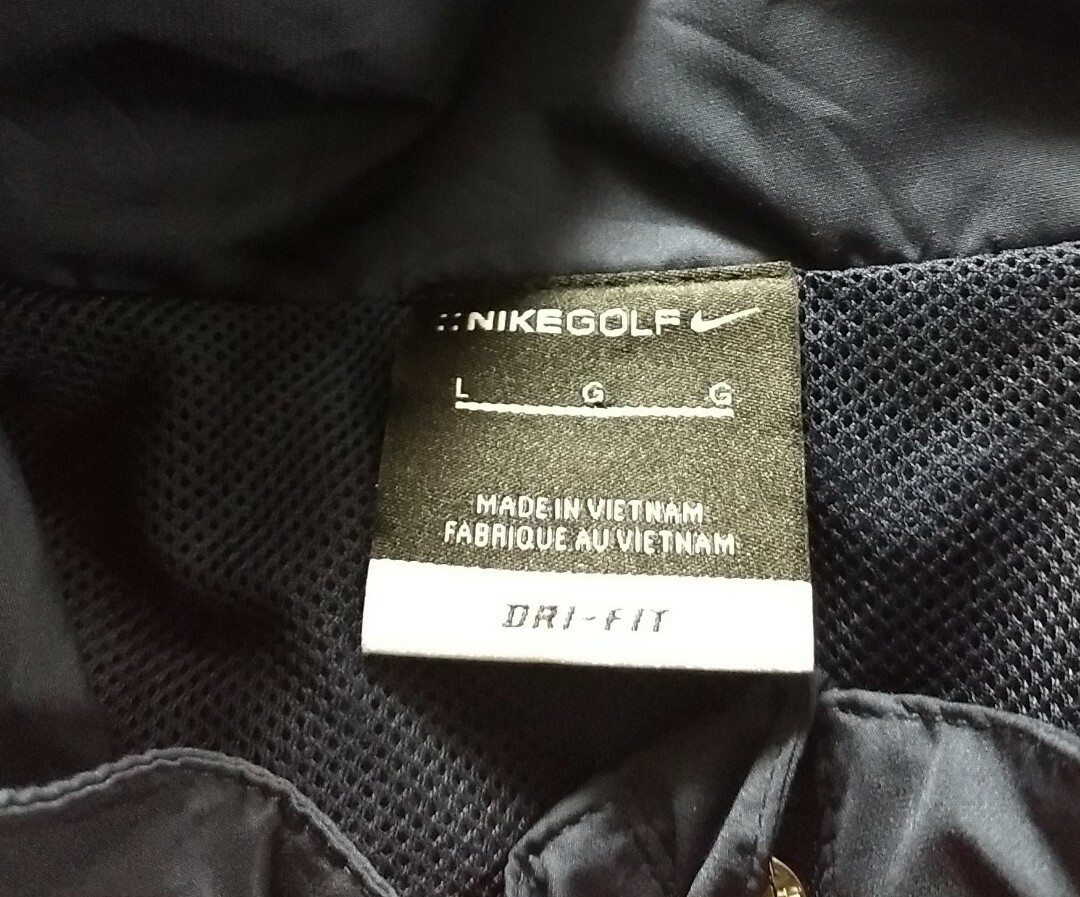 ::NIKEGOLF
L G G
MADE IN VIETNAM
FABRIQUE AU VIETNAM
DRI-FIT